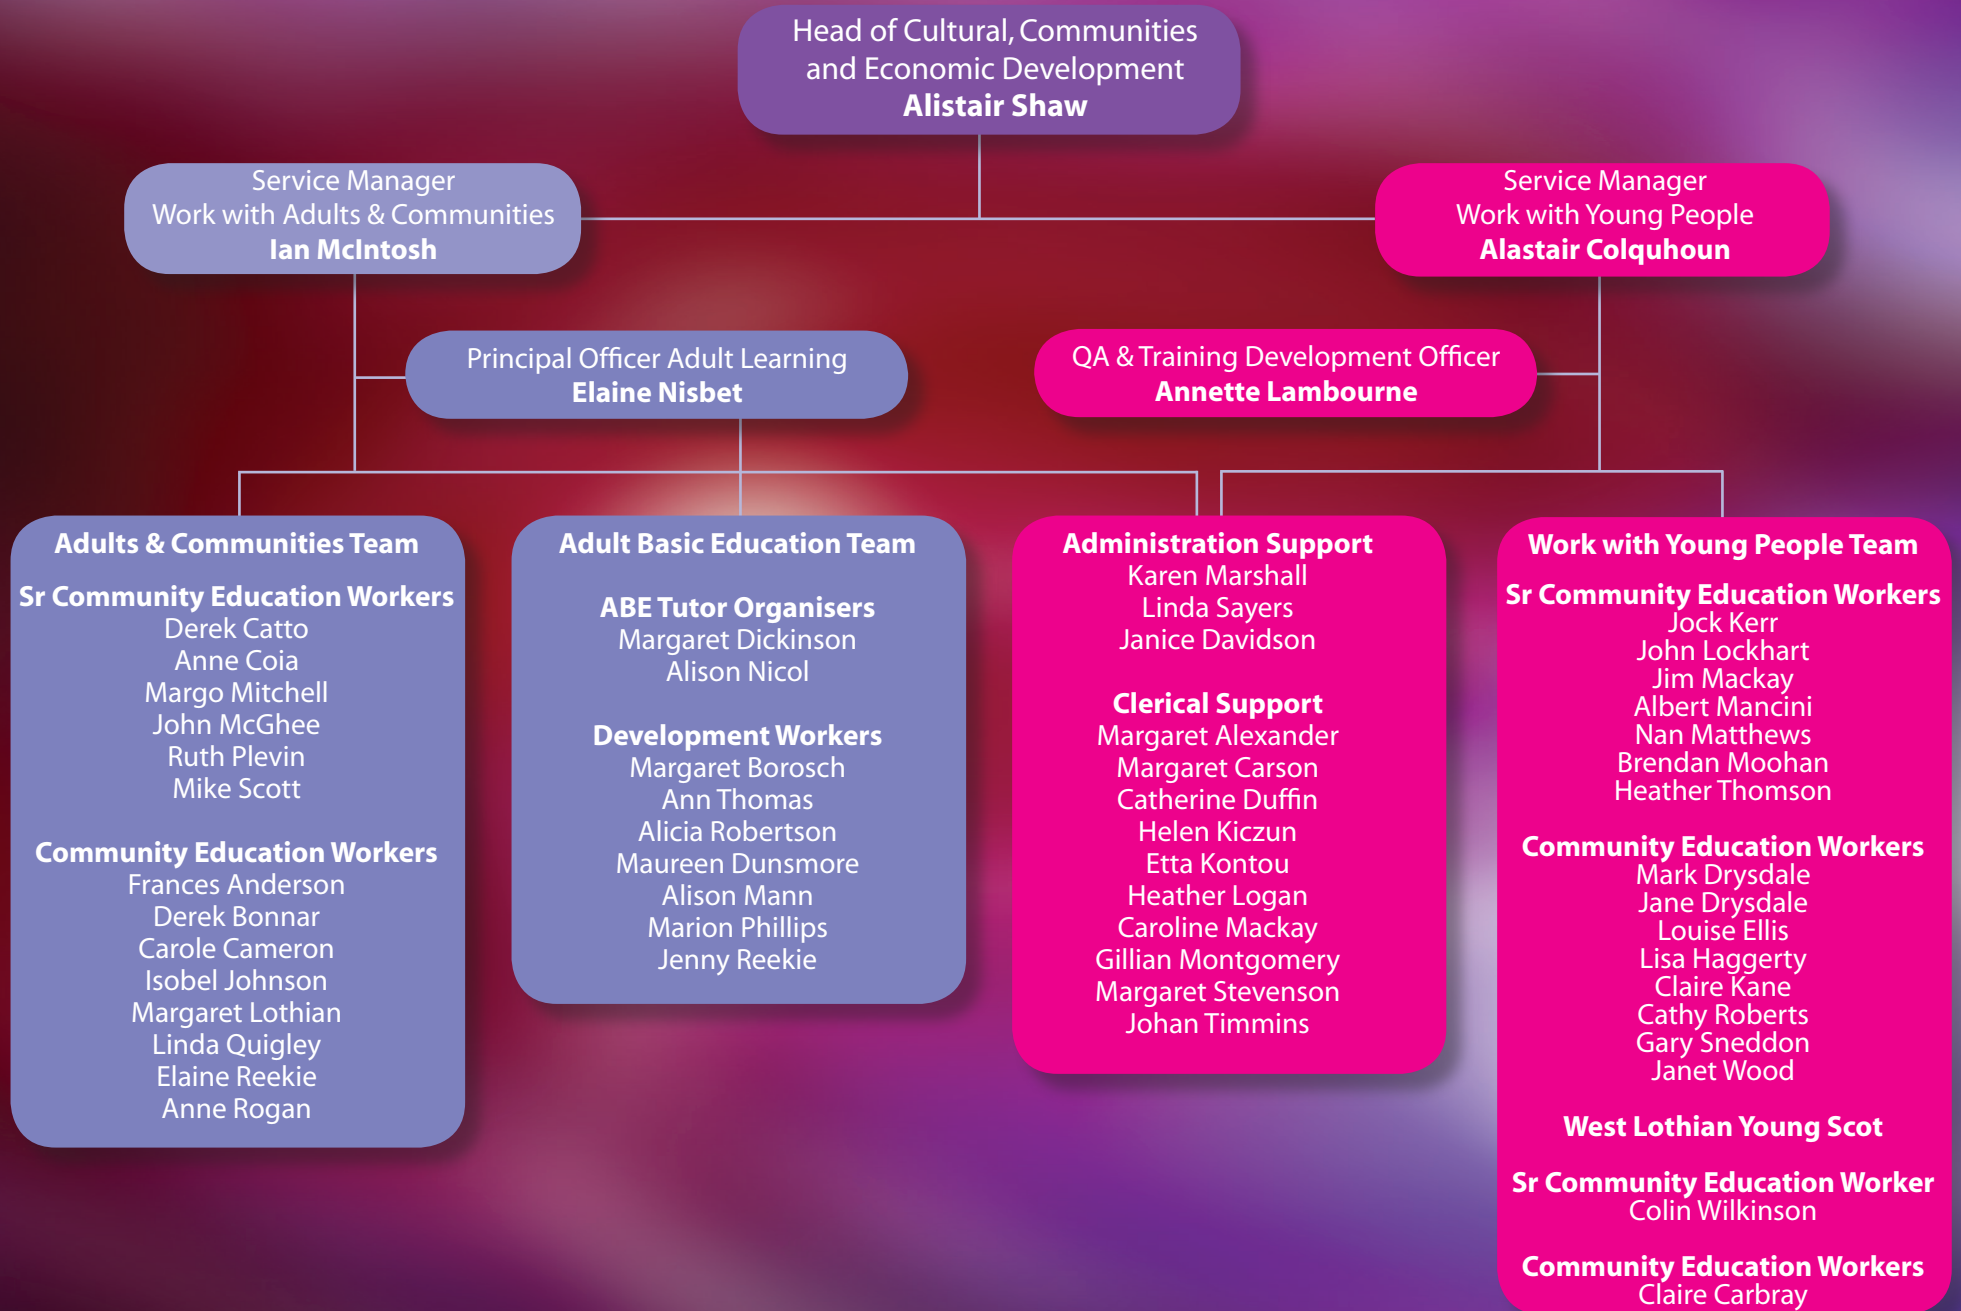 Head of Cultural, Communities
and Economic Development
Alistair Shaw
Service Manager
Work with Adults & Communities
Ian McIntosh
Service Manager
Work with Young People
Alastair Colquhoun
Principal Officer Adult Learning
Elaine Nisbet
QA & Training Development Officer
Annette Lambourne
Adults & Communities Team
Sr Community Education Workers
Derek Catto
Anne Coia
Margo Mitchell
John McGhee
Ruth Plevin
Mike Scott
Community Education Workers
Frances Anderson
Derek Bonnar
Carole Cameron
Isobel Johnson
Margaret Lothian
Linda Quigley
Elaine Reekie
Anne Rogan
Adult Basic Education Team
ABE Tutor Organisers
Margaret Dickinson
Alison Nicol
Development Workers
Margaret Borosch
Ann Thomas
Alicia Robertson
Maureen Dunsmore
Alison Mann
Marion Phillips
Jenny Reekie
Administration Support
Karen Marshall
Linda Sayers
Janice Davidson
Clerical Support
Margaret Alexander
Margaret Carson
Catherine Duffin
Helen Kiczun
Etta Kontou
Heather Logan
Caroline Mackay
Gillian Montgomery
Margaret Stevenson
Johan Timmins
Work with Young People Team
Sr Community Education Workers
Jock Kerr
John Lockhart
Jim Mackay
Albert Mancini
Nan Matthews
Brendan Moohan
Heather Thomson
Community Education Workers
Mark Drysdale
Jane Drysdale
Louise Ellis
Lisa Haggerty
Claire Kane
Cathy Roberts
Gary Sneddon
Janet Wood
West Lothian Young Scot
Sr Community Education Worker
Colin Wilkinson
Community Education Workers
Claire Carbray